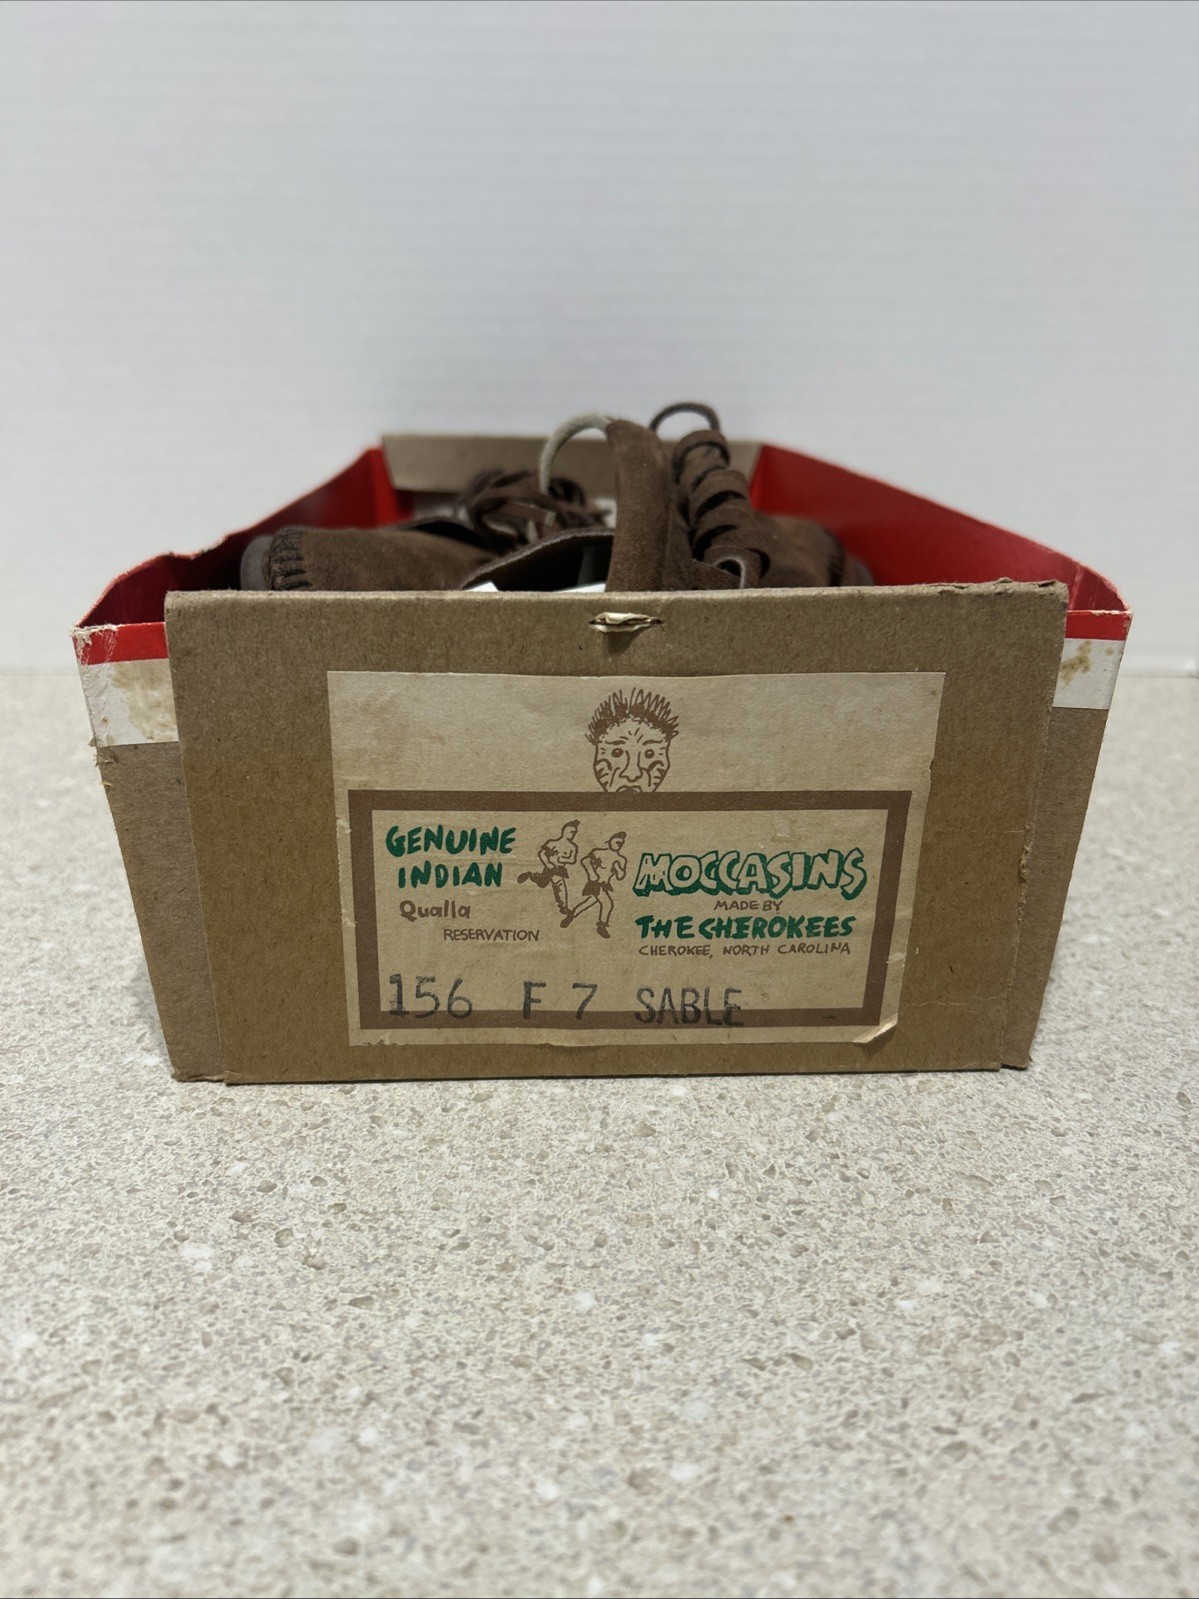 GENUINE
INDIAN
Qualla
RESERVATION
MOCCASINS
MADE BY
THE CHEROKEES
CHEROKEE, NORTH CAROLINA
156 F 7 SABLE